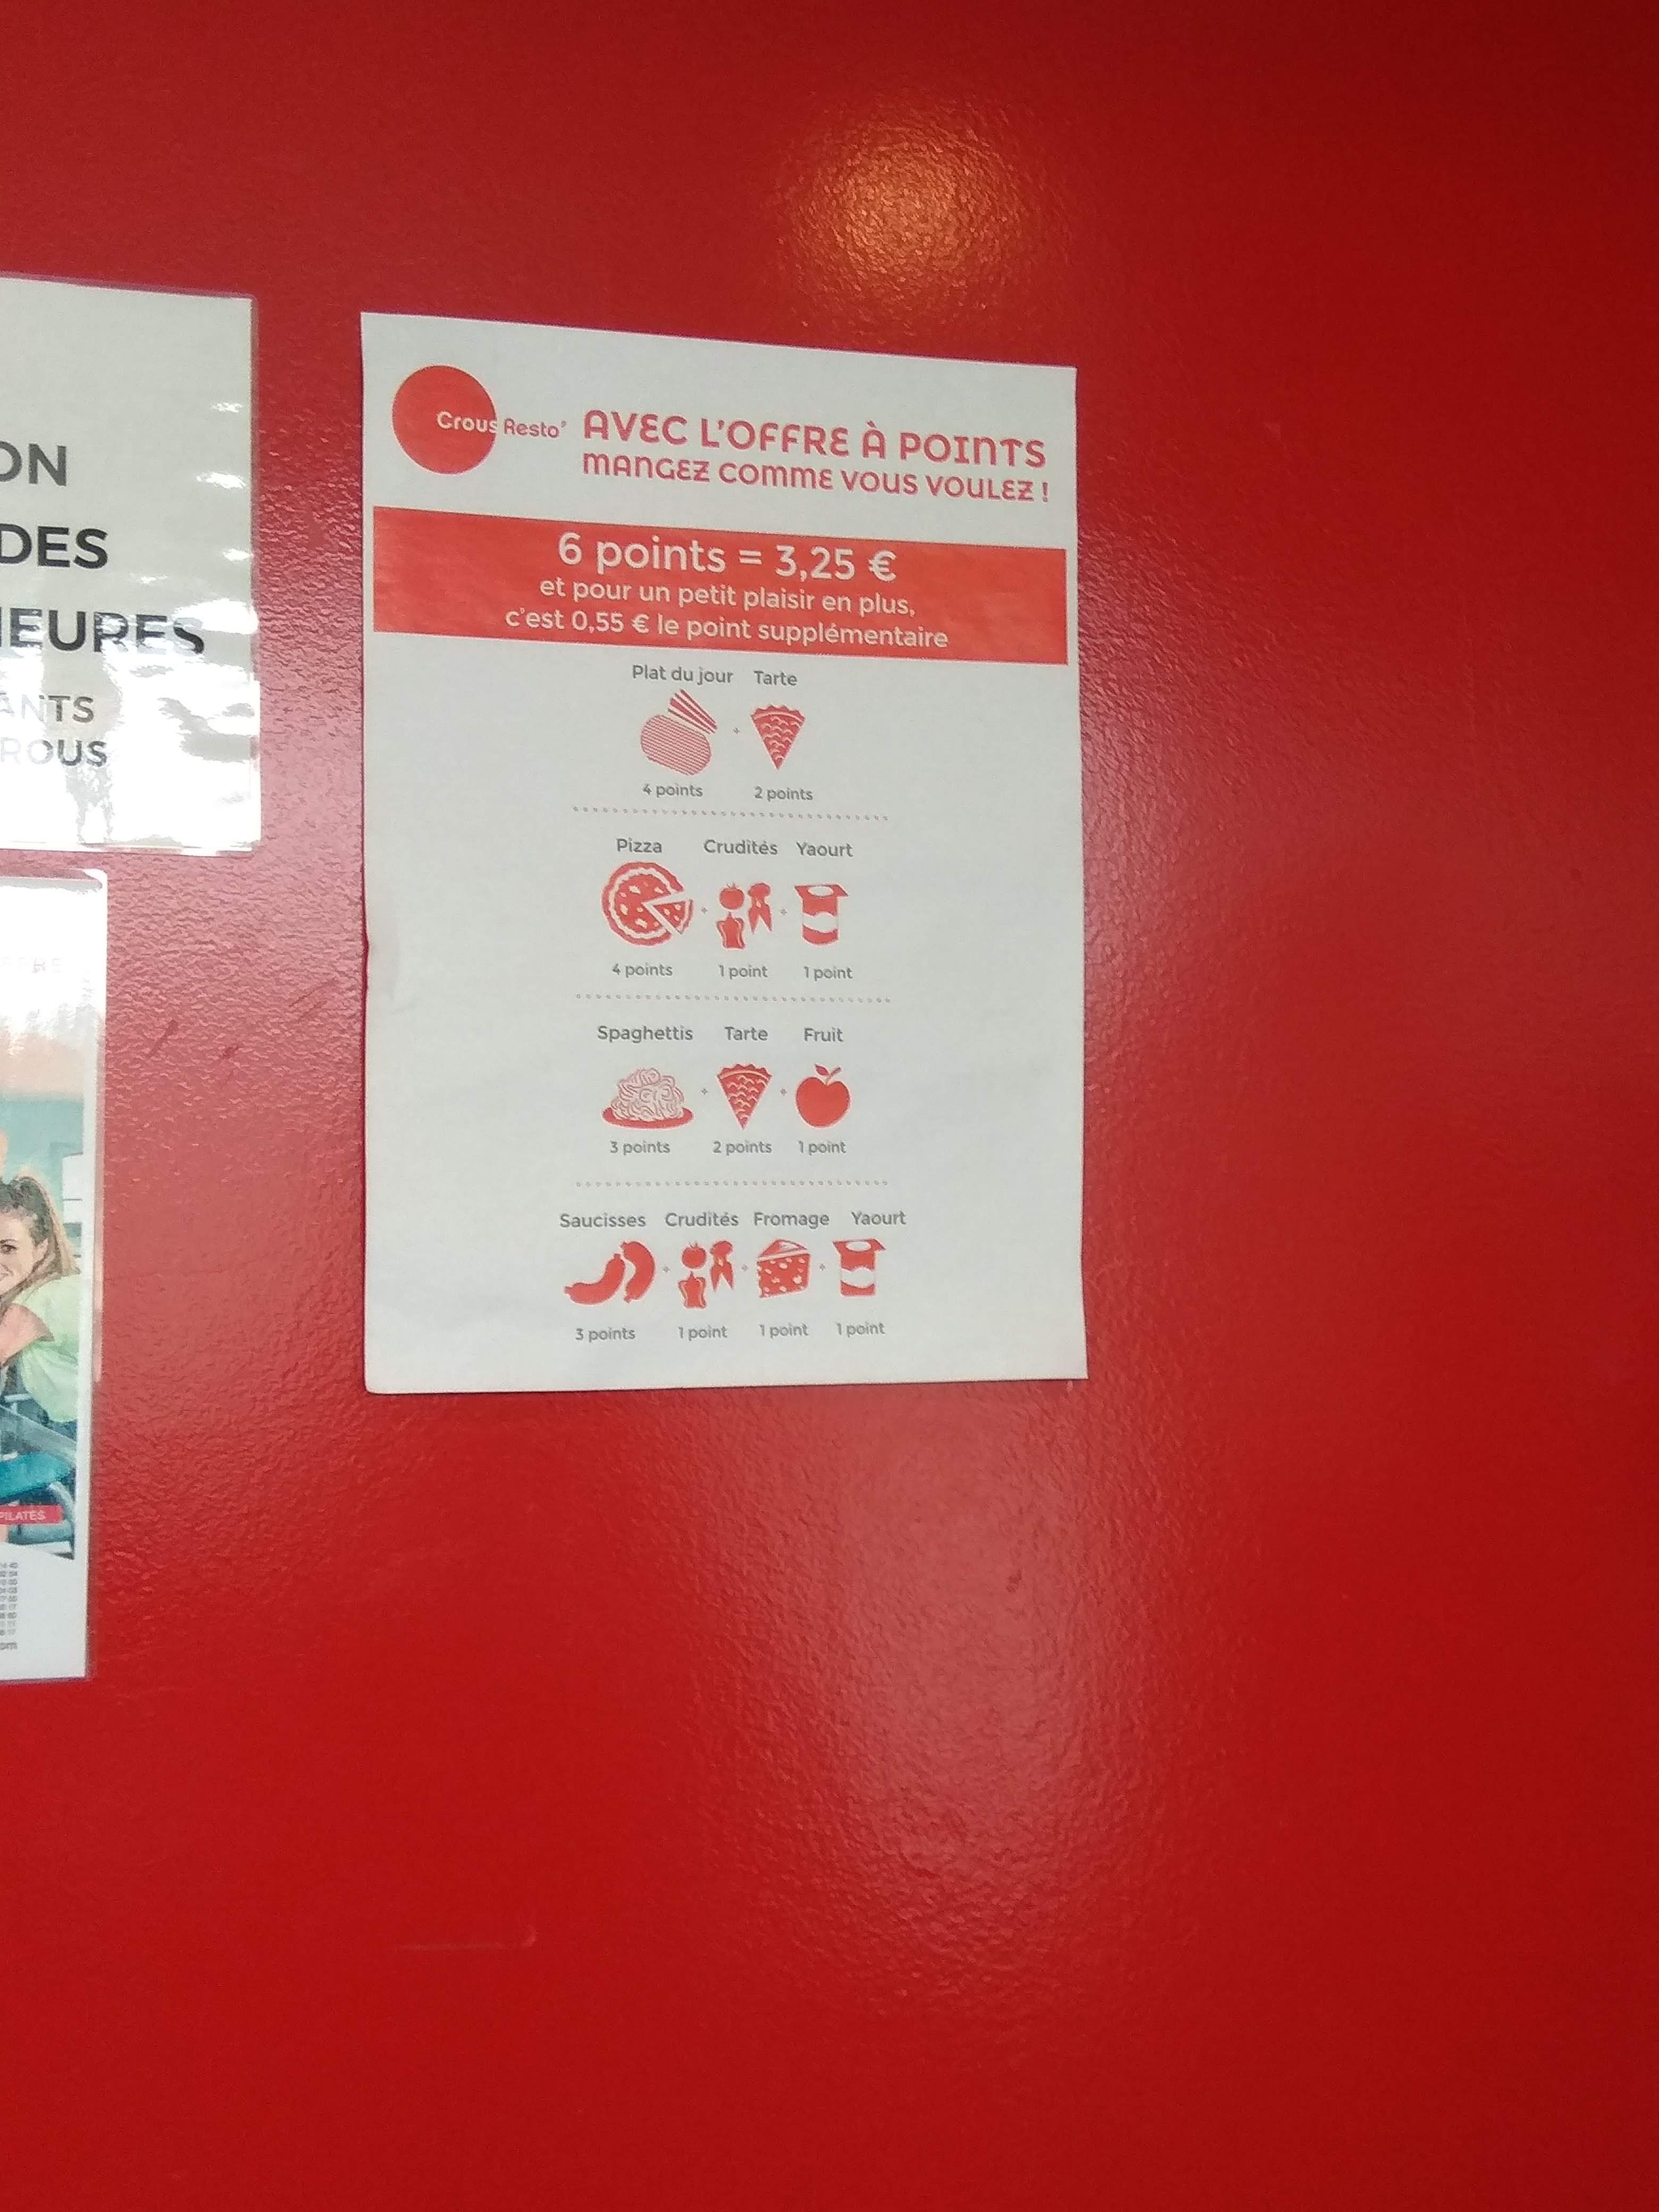 ON
DES
HEURES
ANTS
ROUS
PILATES
om
Crous Resto'
AVEC L'OFFRE À POINTS
MANGEZ COMME VOUS VOULEZ !
6 points = 3,25 €
et pour un petit plaisir en plus,
c'est 0,55 € le point supplémentaire
Plat du jour Tarte
4 points 2 points
Pizza Crudités Yaourt
4 points 1 point 1 point
Spaghettis Tarte Fruit
3 points 2 points 1 point
Saucisses Crudités Fromage Yaourt
3 points 1 point 1 point 1 point